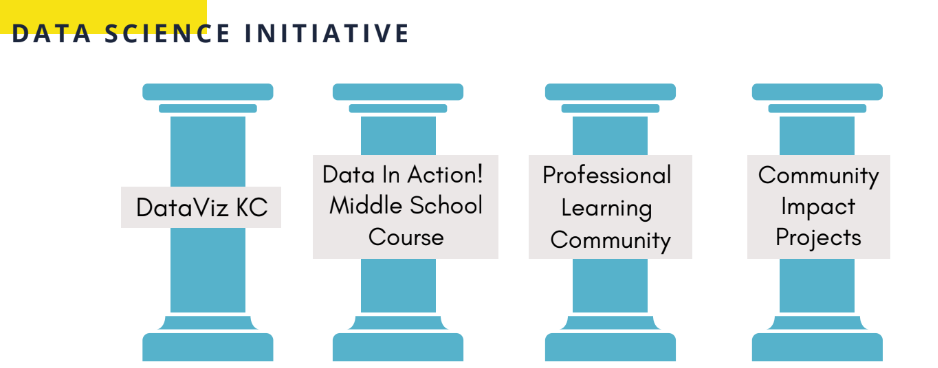 DATA SCIENCE INITIATIVE
DataViz KC
Data In Action!
Middle School
Course
Professional
Learning
Community
Community
Impact
Projects